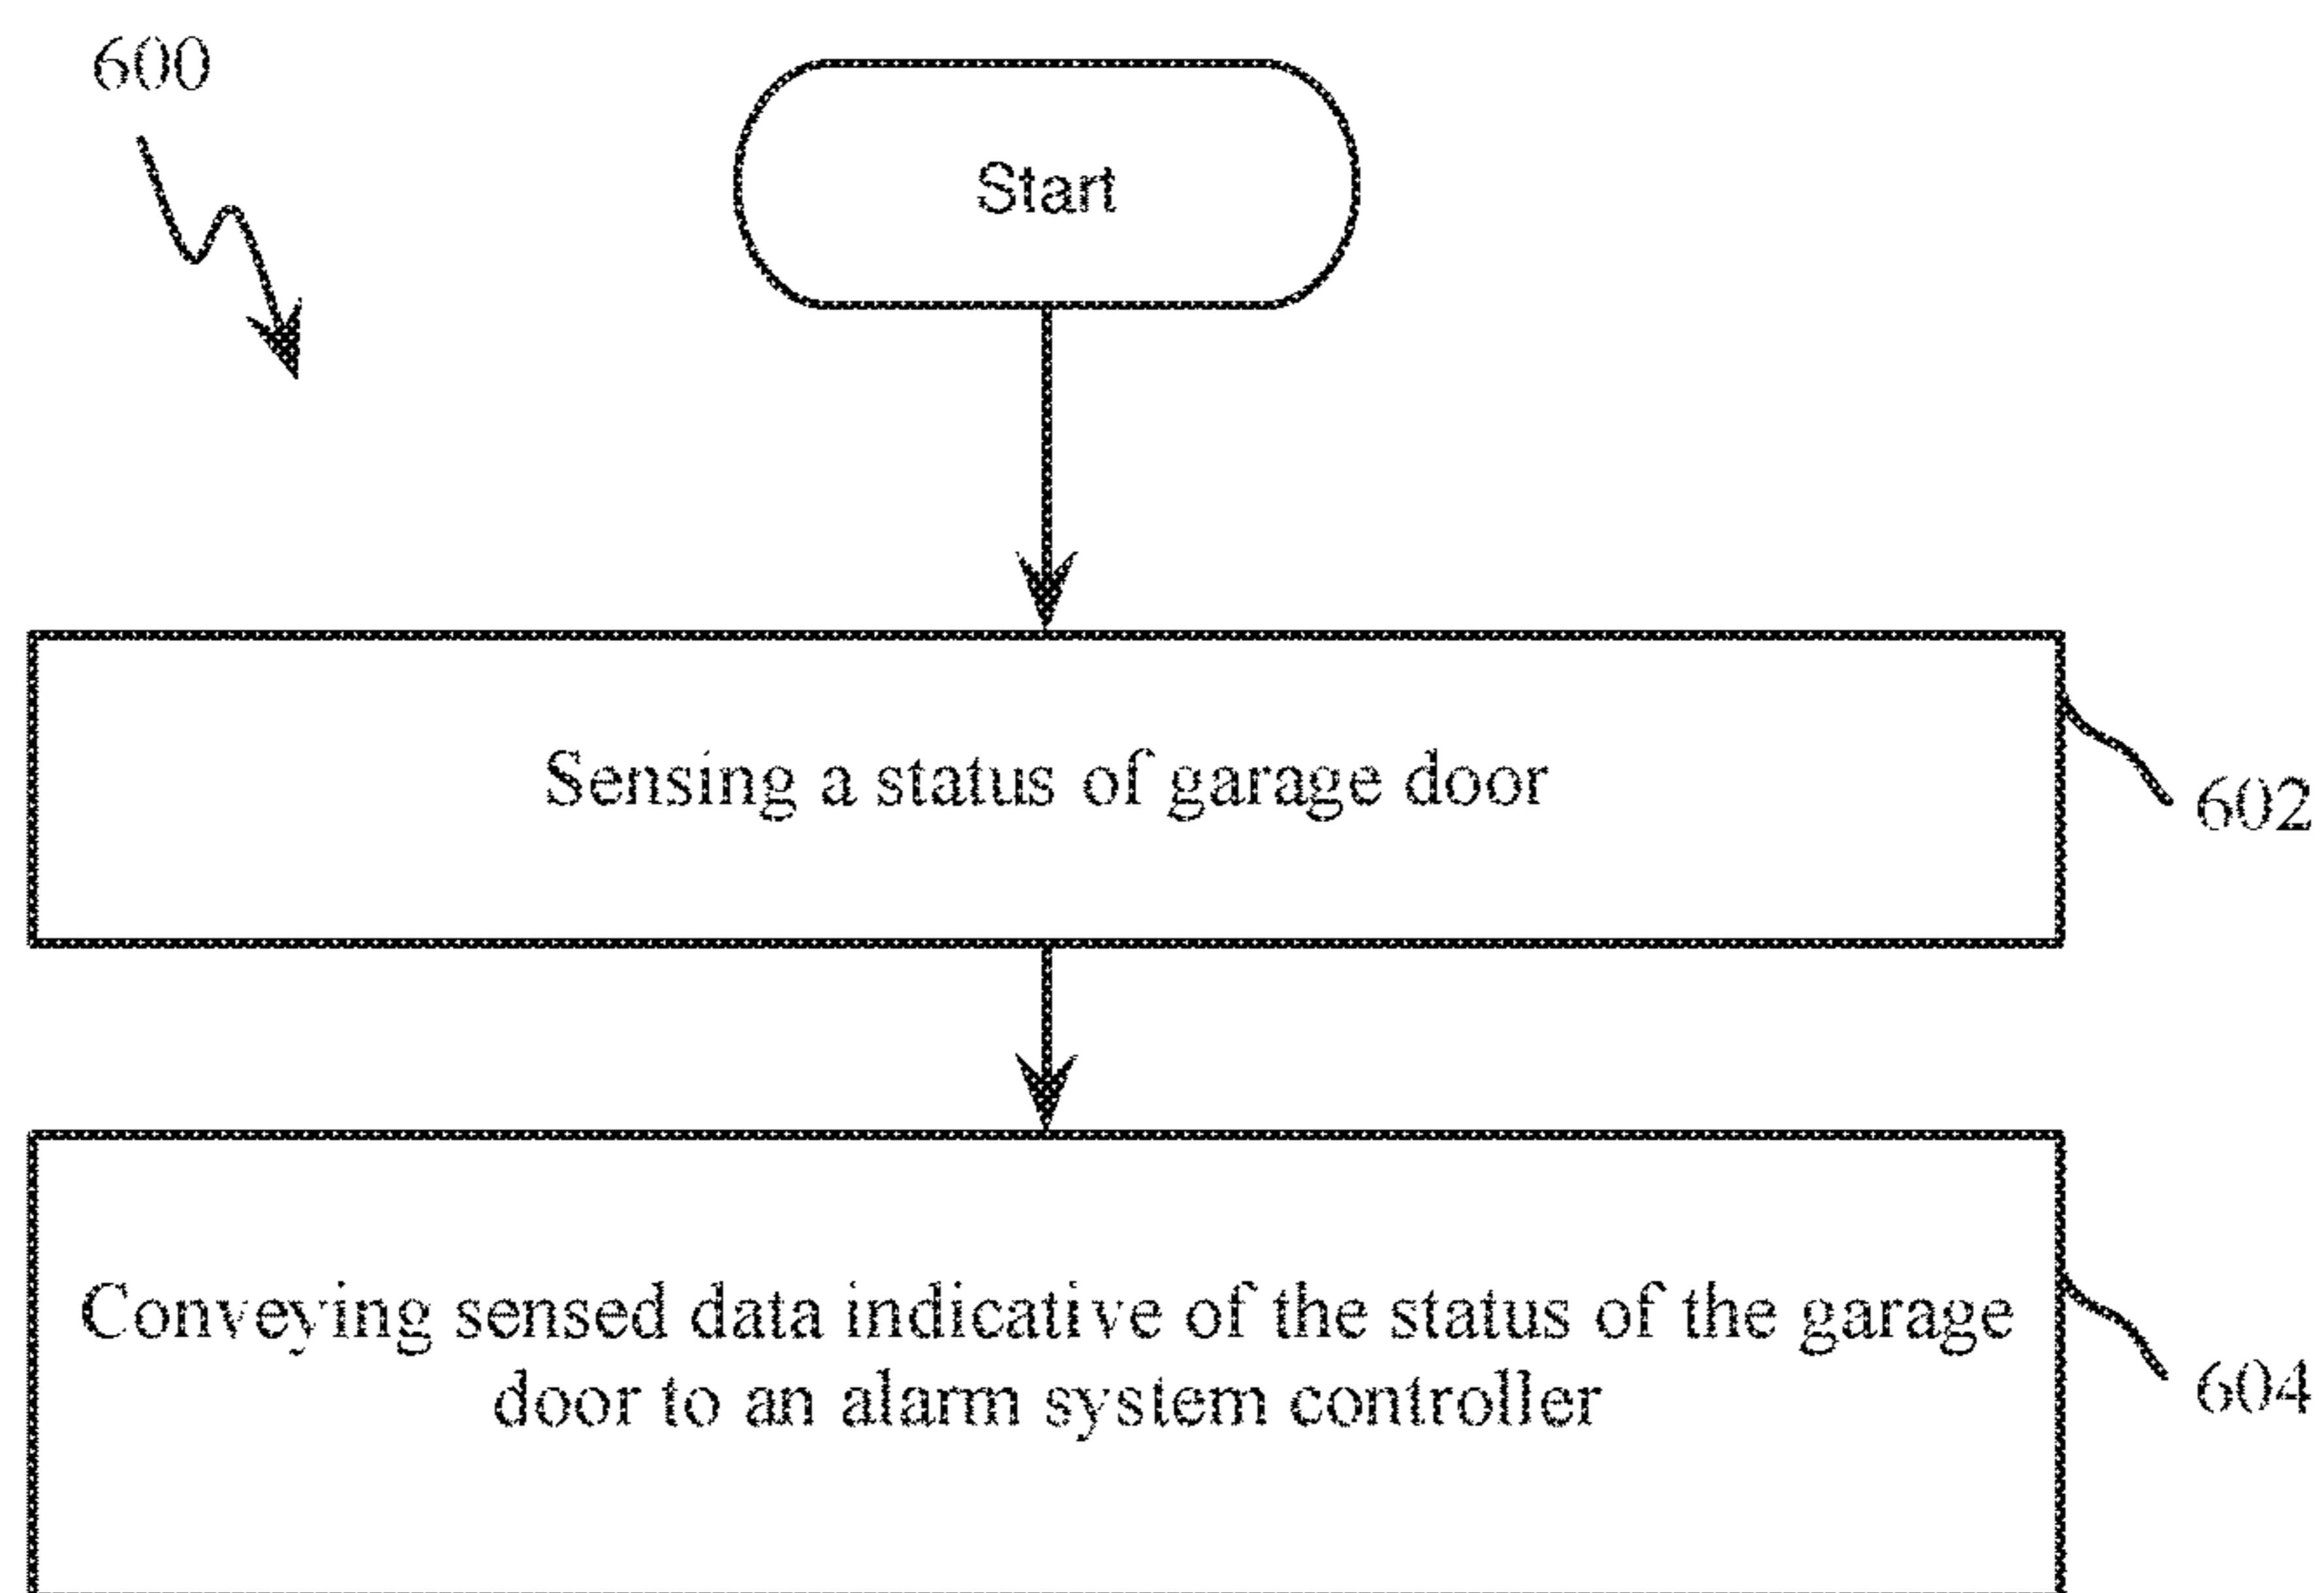 600
Start
Sensing a status of garage door
602
Conveying sensed data indicative of the status of the garage
door to an alarm system controller
604